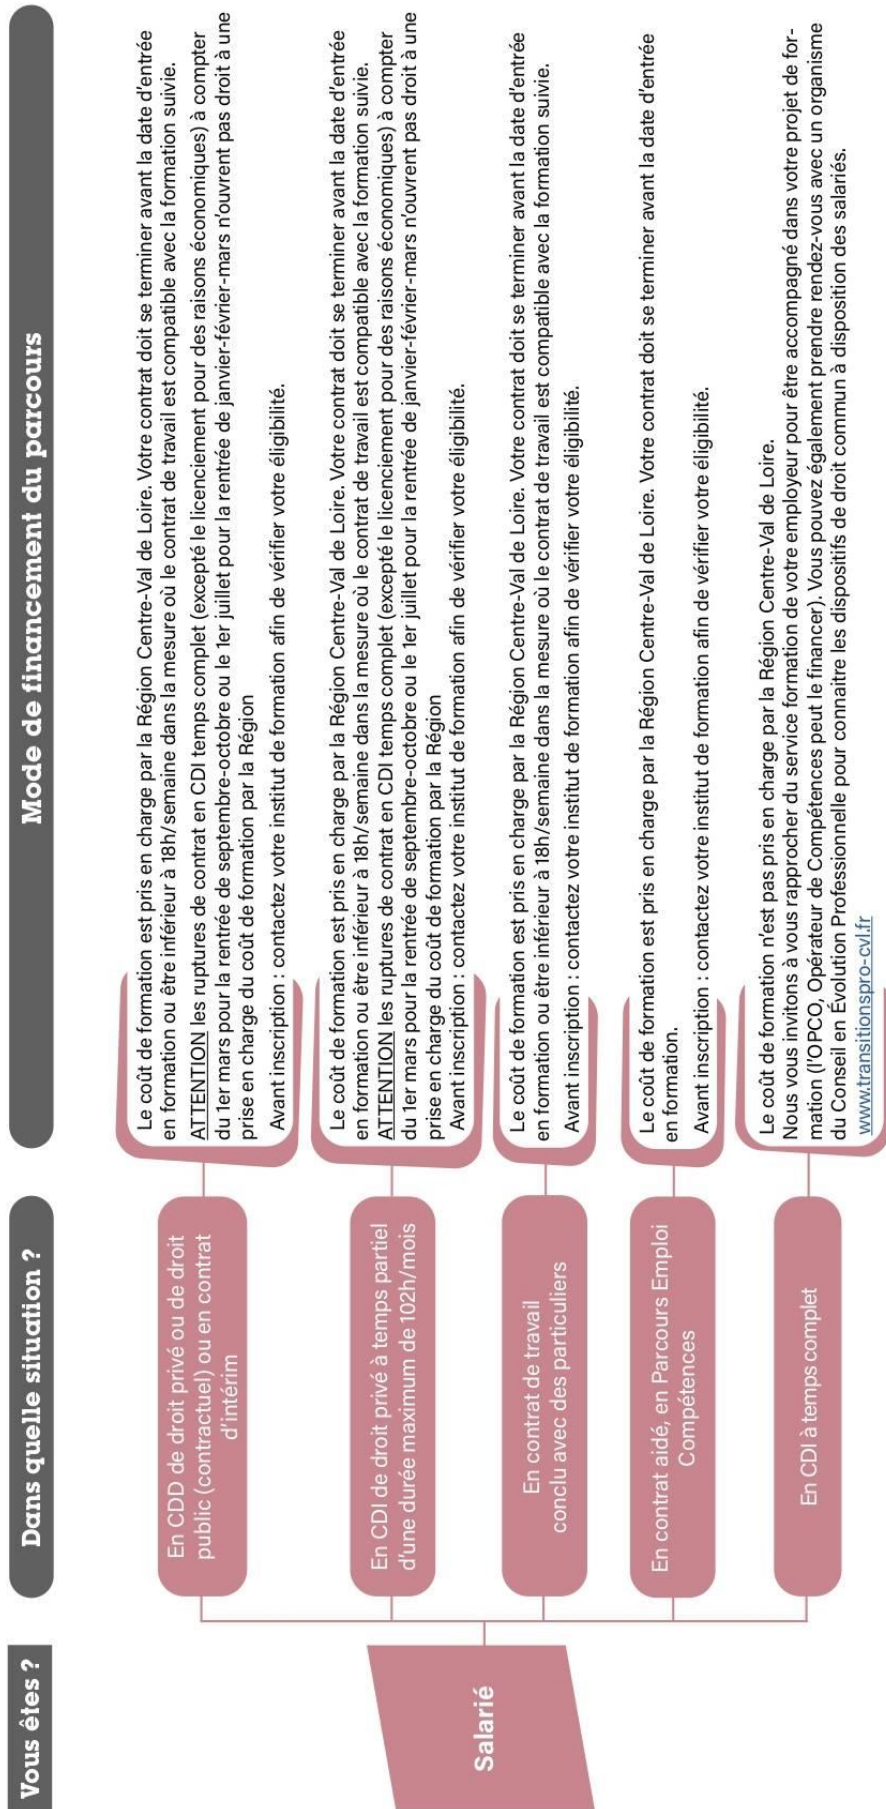 Vous êtes ?
Dans quelle situation ?
Mode de financement du parcours
Salarié
En CDD de droit privé ou de droit
public (contractuel) ou en contrat
d'intérim
Le coût de formation est pris en charge par la Région Centre-Val de Loire. Votre contrat doit se terminer avant la date d'entrée
en formation ou être inférieur à 18h/semaine dans la mesure où le contrat de travail est compatible avec la formation suivie.
ATTENTION les ruptures de contrat en CDI temps complet (excepté le licenciement pour des raisons économiques) à compter
du 1er mars pour la rentrée de septembre-octobre ou le 1er juillet pour la rentrée de janvier-février-mars n'ouvrent pas droit à une
prise en charge du coût de formation par la Région
Avant inscription : contactez votre institut de formation afin de vérifier votre éligibilité.
En CDI de droit privé à temps partiel
d'une durée maximum de 102h/mois
Le coût de formation est pris en charge par la Région Centre-Val de Loire. Votre contrat doit se terminer avant la date d'entrée
en formation ou être inférieur à 18h/semaine dans la mesure où le contrat de travail est compatible avec la formation suivie.
ATTENTION les ruptures de contrat en CDI temps complet (excepté le licenciement pour des raisons économiques) à compter
du 1er mars pour la rentrée de septembre-octobre ou le 1er juillet pour la rentrée de janvier-février-mars n'ouvrent pas droit à une
prise en charge du coût de formation par la Région
Avant inscription : contactez votre institut de formation afin de vérifier votre éligibilité.
En contrat de travail
conclu avec des particuliers
Le coût de formation est pris en charge par la Région Centre-Val de Loire. Votre contrat doit se terminer avant la date d'entrée
en formation ou être inférieur à 18h/semaine dans la mesure où le contrat de travail est compatible avec la formation suivie.
Avant inscription : contactez votre institut de formation afin de vérifier votre éligibilité.
En contrat aidé, en Parcours Emploi
Compétences
Le coût de formation est pris en charge par la Région Centre-Val de Loire. Votre contrat doit se terminer avant la date d'entrée
en formation.
Avant inscription : contactez votre institut de formation afin de vérifier votre éligibilité.
En CDI à temps complet
Le coût de formation n'est pas pris en charge par la Région Centre-Val de Loire.
Nous vous invitons à vous rapprocher du service formation de votre employeur pour être accompagné dans votre projet de for-
mation (l'OPCO, Opérateur de Compétences peut le financer). Vous pouvez également prendre rendez-vous avec un organisme
du Conseil en Évolution Professionnelle pour connaitre les dispositifs de droit commun à disposition des salariés.
www.transitionspro-cvl.fr